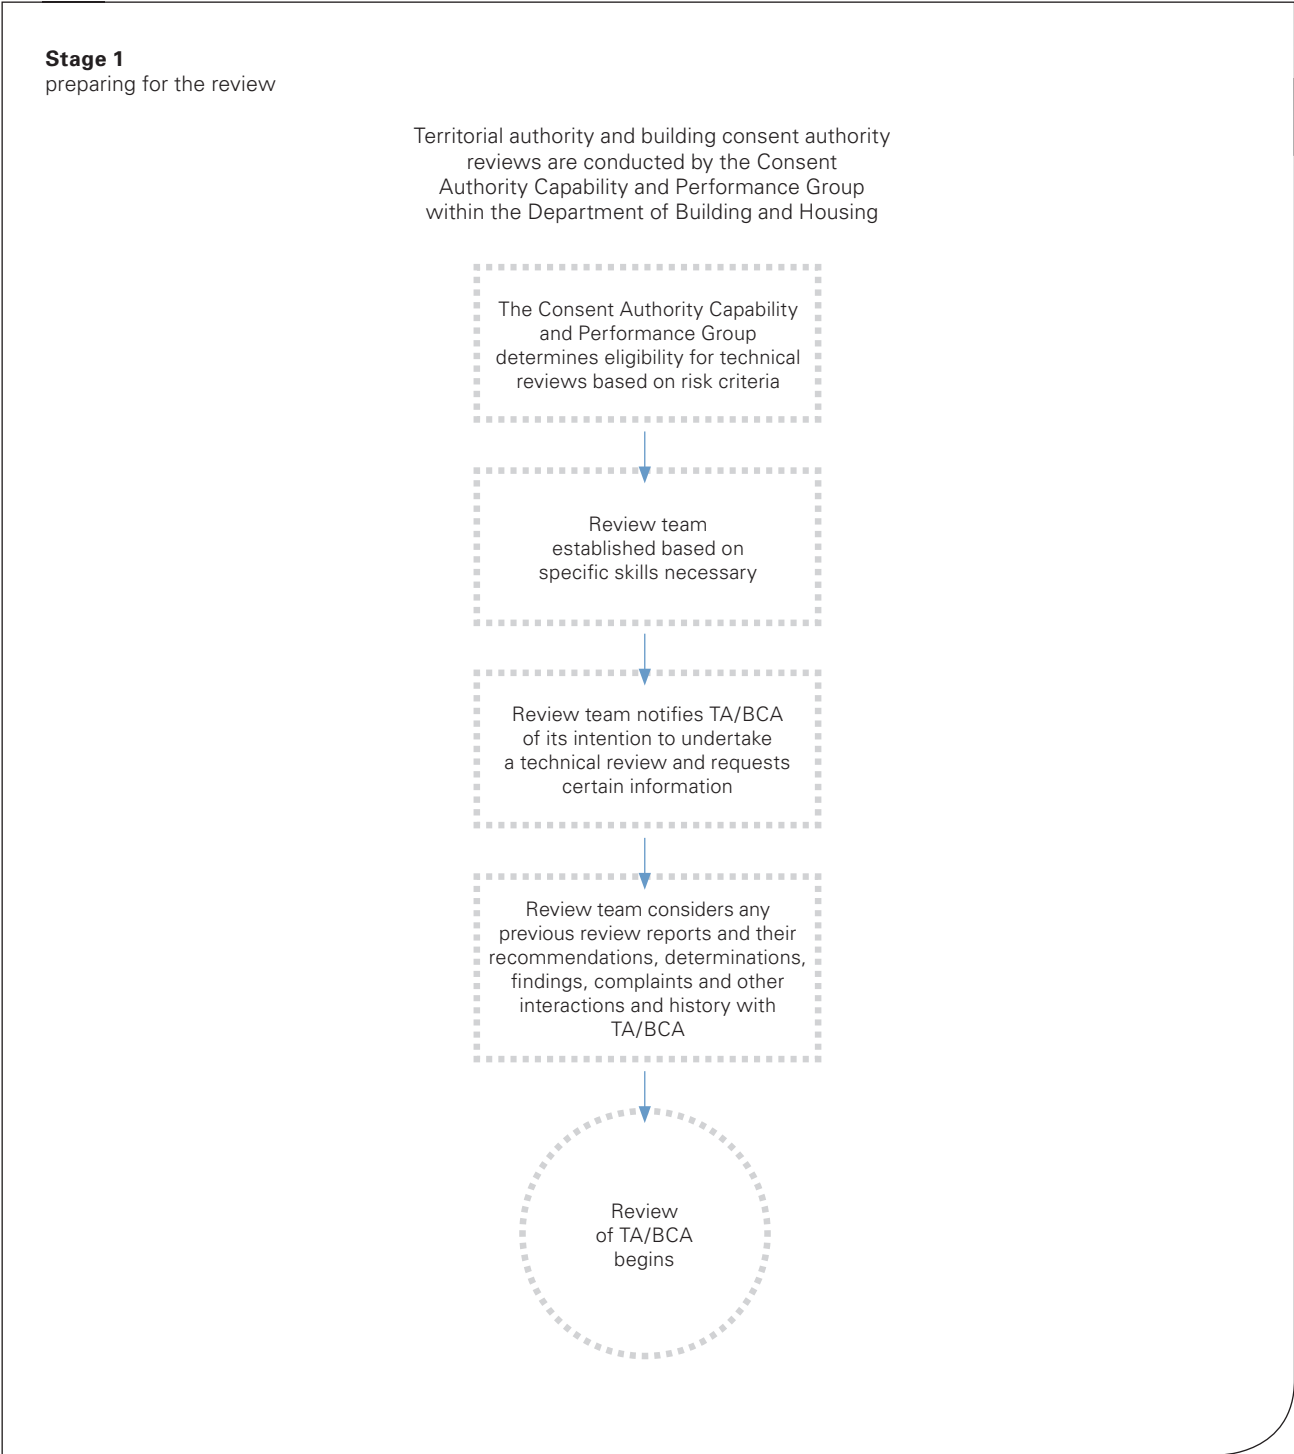 Stage 1
preparing for the review
Territorial authority and building consent authority
reviews are conducted by the Consent
Authority Capability and Performance Group
within the Department of Building and Housing
The Consent Authority Capability
and Performance Group
determines eligibility for technical
reviews based on risk criteria
Review team
established based on
specific skills necessary
Review team notifies TA/BCA
of its intention to undertake
a technical review and requests
certain information
Review team considers any
previous review reports and their
recommendations, determinations,
findings, complaints and other
interactions and history with
TA/BCA
Review
of TA/BCA
begins